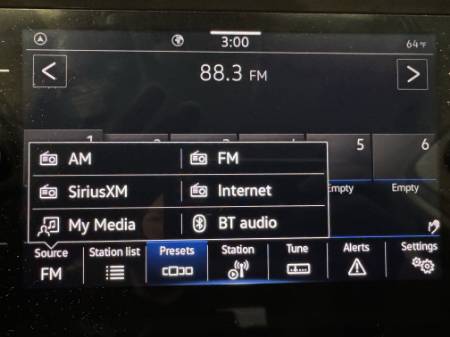 3:00
64°F
88.3 FM
1 5 6
AM FM
SiriusXM Internet
Empty Empty
My Media BT audio
Source Station list Presets Station Tune Alerts Settings
FM